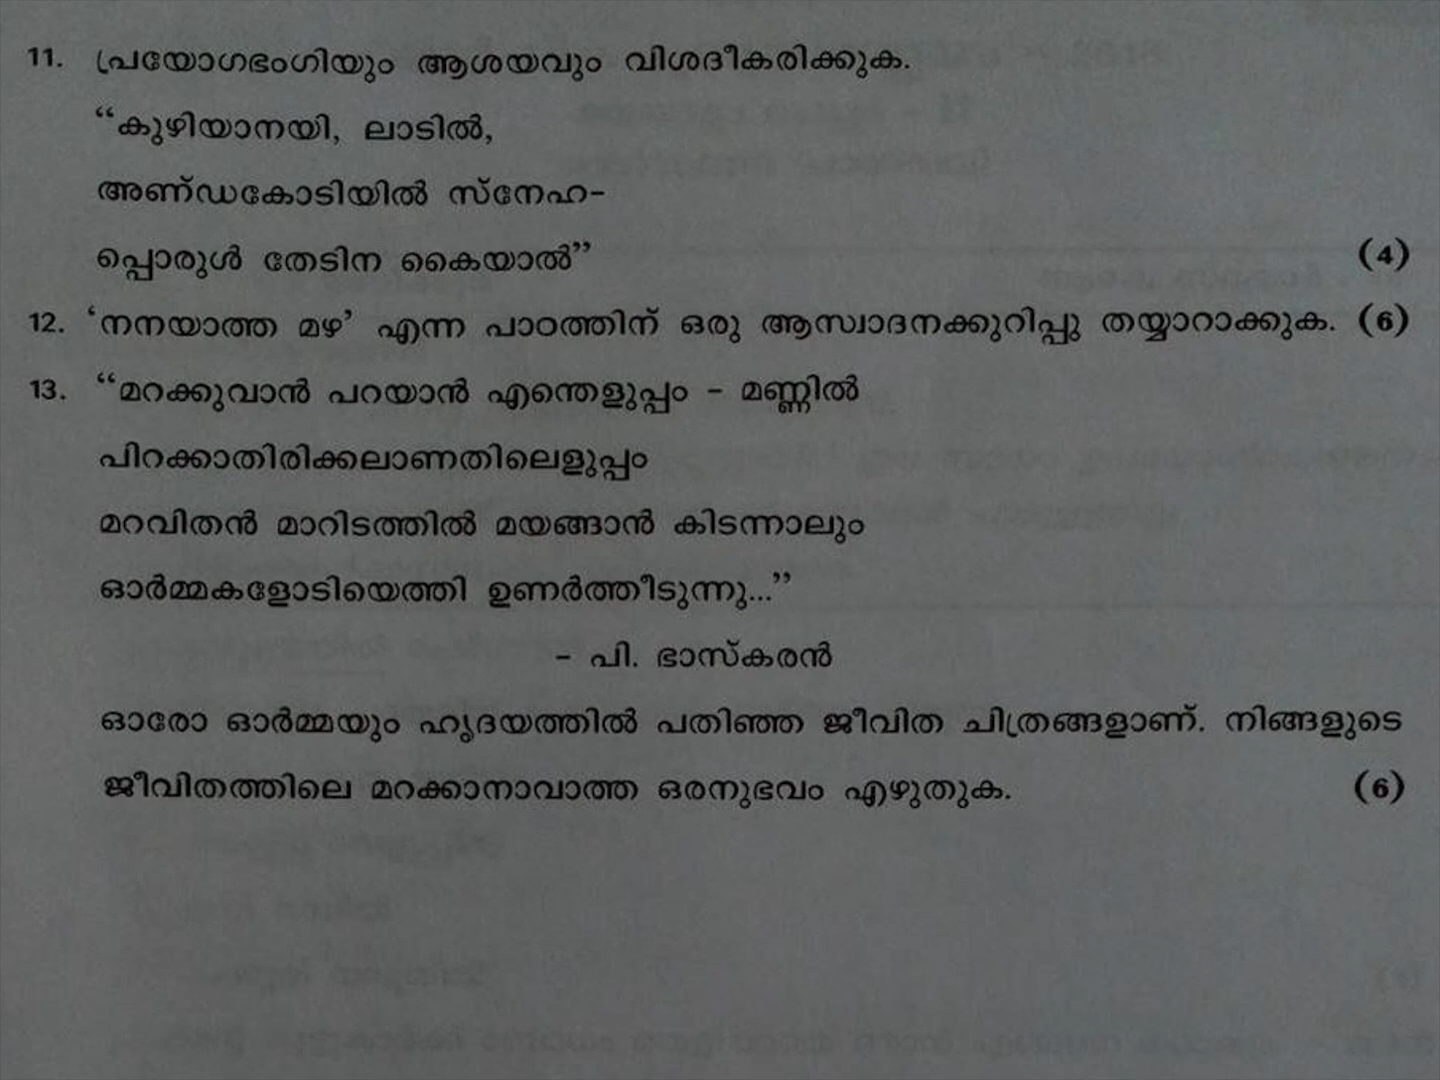 11. പ്രയോഗഭംഗിയും ആശയവും വിശദീകരിക്കുക.
“കുഴിയാനയി, ലാടിൽ,
അണ്ഡകോടിയിൽ സ്നേഹ-
പ്പൊരുൾ തേടിന കൈയാൽ” (4)
12. ‘നനയാത്ത മഴ’ എന്ന പാഠത്തിന് ഒരു ആസ്വാദനക്കുറിപ്പു തയ്യാറാക്കുക. (6)
13. “മറക്കുവാൻ പറയാൻ എന്തെളുപ്പം - മണ്ണിൽ
പിറക്കാതിരിക്കലാണതിലെളുപ്പം
മറവിതൻ മാറിടത്തിൽ മയങ്ങാൻ കിടന്നാലും
ഓർമ്മകളോടിയെത്തി ഉണർത്തീടുന്നു...”
- പി. ഭാസ്കരൻ
ഓരോ ഓർമ്മയും ഹൃദയത്തിൽ പതിഞ്ഞ ജീവിത ചിത്രങ്ങളാണ്. നിങ്ങളുടെ
ജീവിതത്തിലെ മറക്കാനാവാത്ത ഒരനുഭവം എഴുതുക. (6)